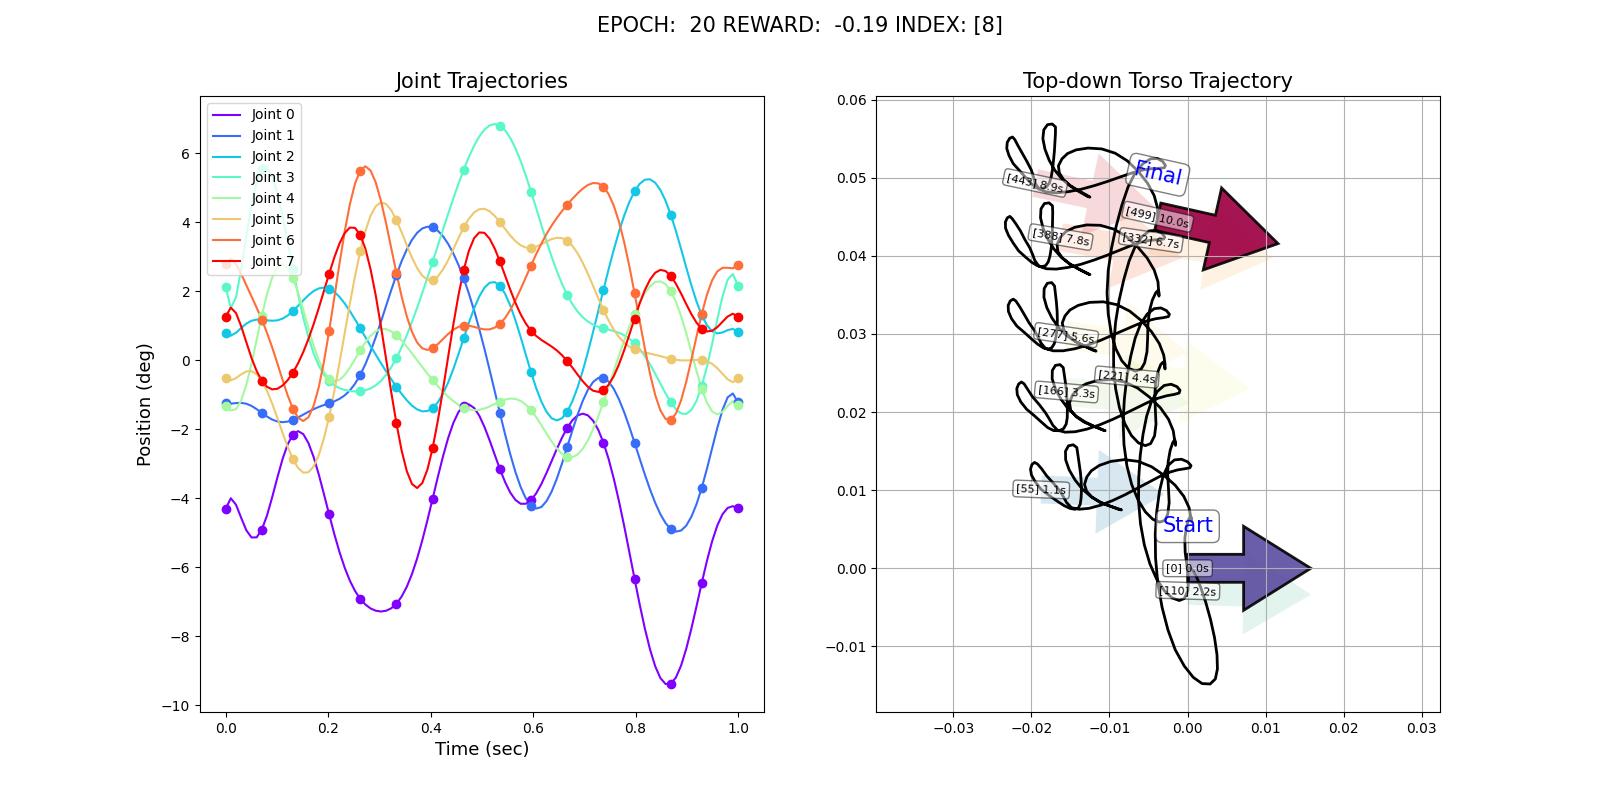 EPOCH:  20 REWARD:  -0.19 INDEX: [8]
Joint Trajectories
Joint 0
Joint 1
Joint 2
Joint 3
Joint 4
Joint 5
Joint 6
Joint 7
6
4
2
0
−2
−4
−6
−8
−10
Position (deg)
0.0 0.2 0.4 0.6 0.8 1.0
Time (sec)
Top-down Torso Trajectory
0.06
0.05
0.04
0.03
0.02
0.01
0.00
−0.01
Final
[443] 8.9s
[499] 10.0s
[388] 7.8s
[332] 6.7s
[277] 5.6s
[221] 4.4s
[166] 3.3s
[55] 1.1s
Start
[0] 0.0s
[110] 2.2s
−0.03 −0.02 −0.01 0.00 0.01 0.02 0.03